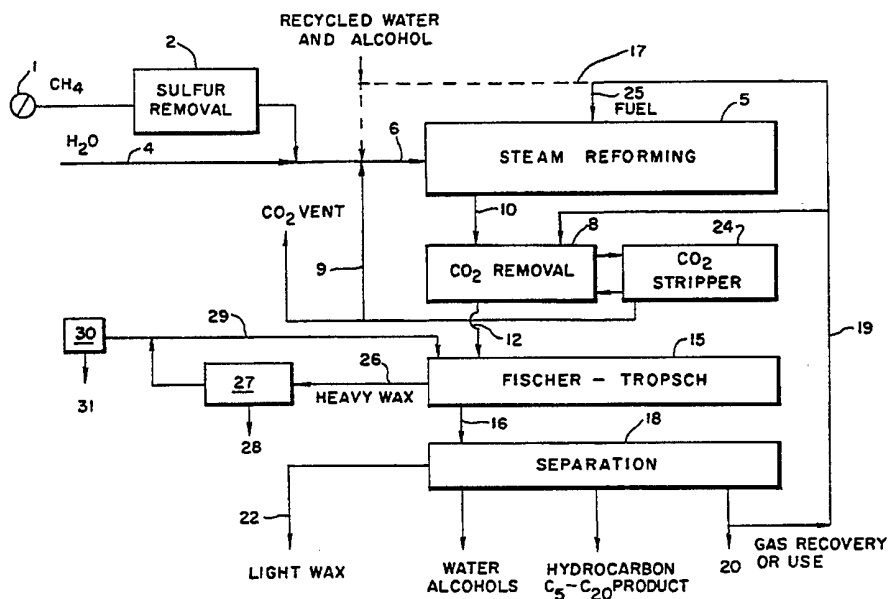 RECYCLED WATER
AND ALCOHOL
2
17
1
CH4
SULFUR
REMOVAL
25
FUEL
5
H2O
4
6
STEAM REFORMING
CO2 VENT
10
8
24
9
CO2 REMOVAL
CO2
STRIPPER
29
12
15
19
30
26
FISCHER - TROPSCH
27
HEAVY WAX
31
16
18
28
SEPARATION
22
LIGHT WAX
WATER
ALCOHOLS
HYDROCARBON
C5-C20 PRODUCT
20
GAS RECOVERY
OR USE